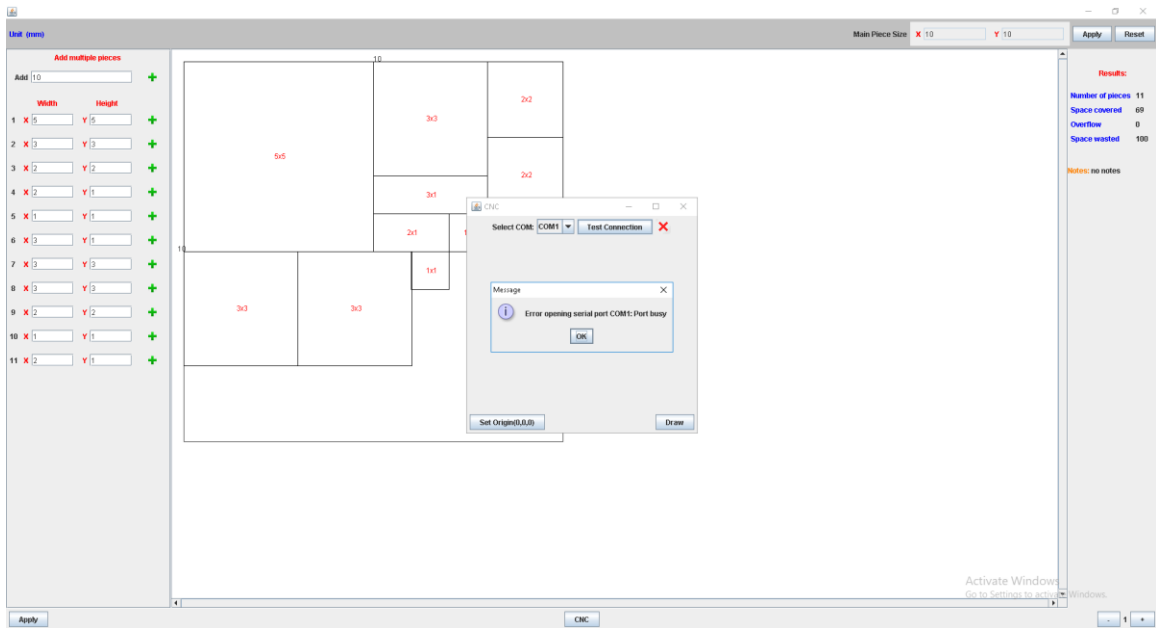 Unit (mm)
Main Piece Size X 10 Y 10 Apply Reset
Add multiple pieces
Add 10
Width Height
1 X 5 Y 5
2 X 3 Y 3
3 X 2 Y 2
4 X 2 Y 1
5 X 1 Y 1
6 X 3 Y 1
7 X 3 Y 3
8 X 3 Y 3
9 X 2 Y 2
10 X 1 Y 1
11 X 2 Y 1
Apply
10
10
5x5
3x3
2x2
2x2
3x1
2x1
1x1
3x3
3x3
CNC
Select COM: COM1 Test Connection
Message
Error opening serial port COM1: Port busy
OK
Set Origin(0,0,0) Draw
Results:
Number of pieces 11
Space covered 69
Overflow 0
Space wasted 100
Notes: no notes
Activate Windows
Go to Settings to activate Windows.
CNC
- 1 +